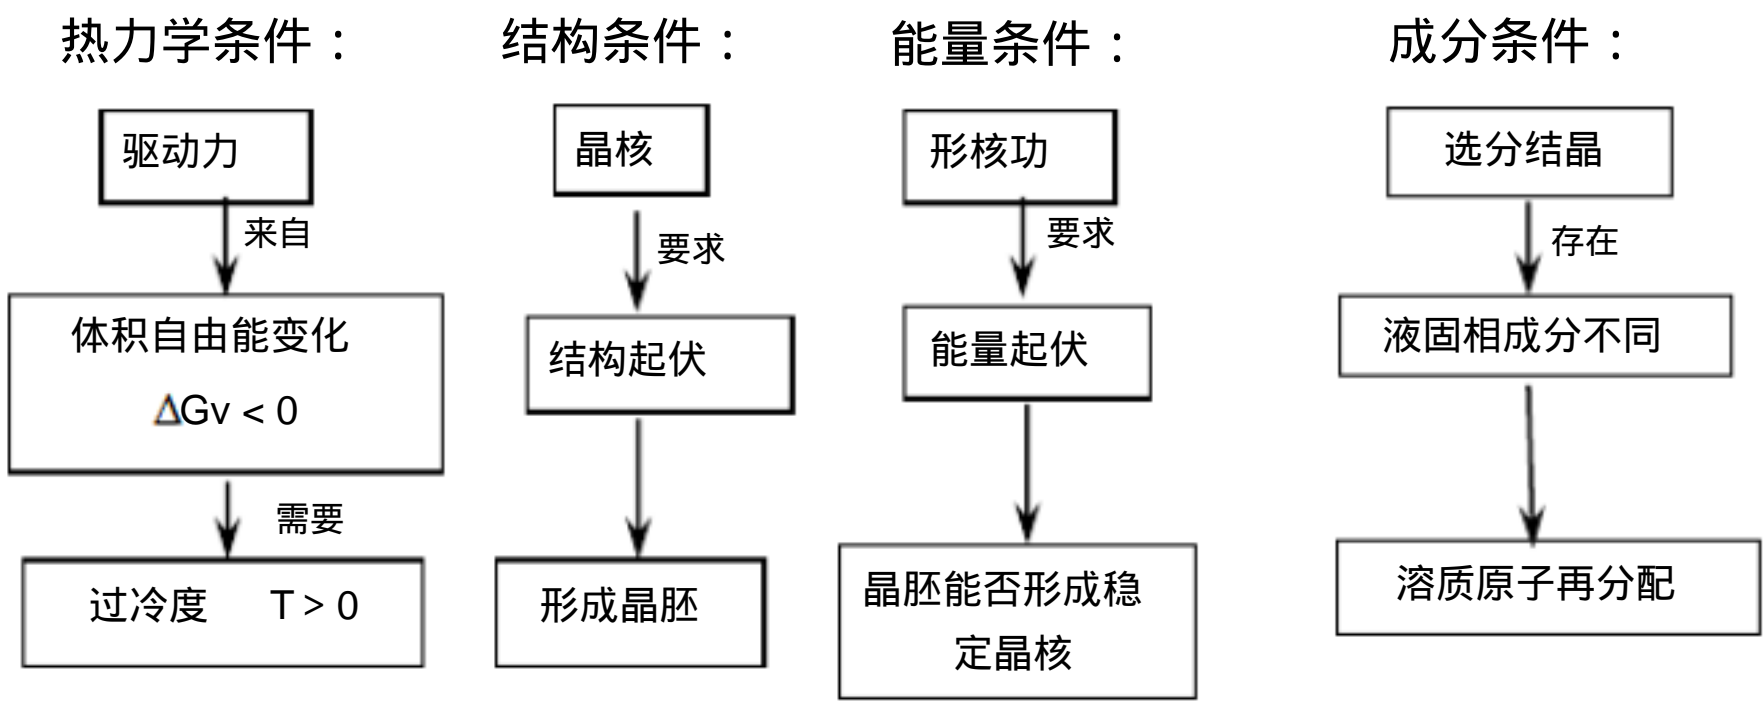 热力学条件：
驱动力
来自
体积自由能变化
ΔGv < 0
需要
过冷度 T > 0
结构条件：
晶核
要求
结构起伏
形成晶胚
能量条件：
形核功
要求
能量起伏
晶胚能否形成稳
定晶核
成分条件：
选分结晶
存在
液固相成分不同
溶质原子再分配